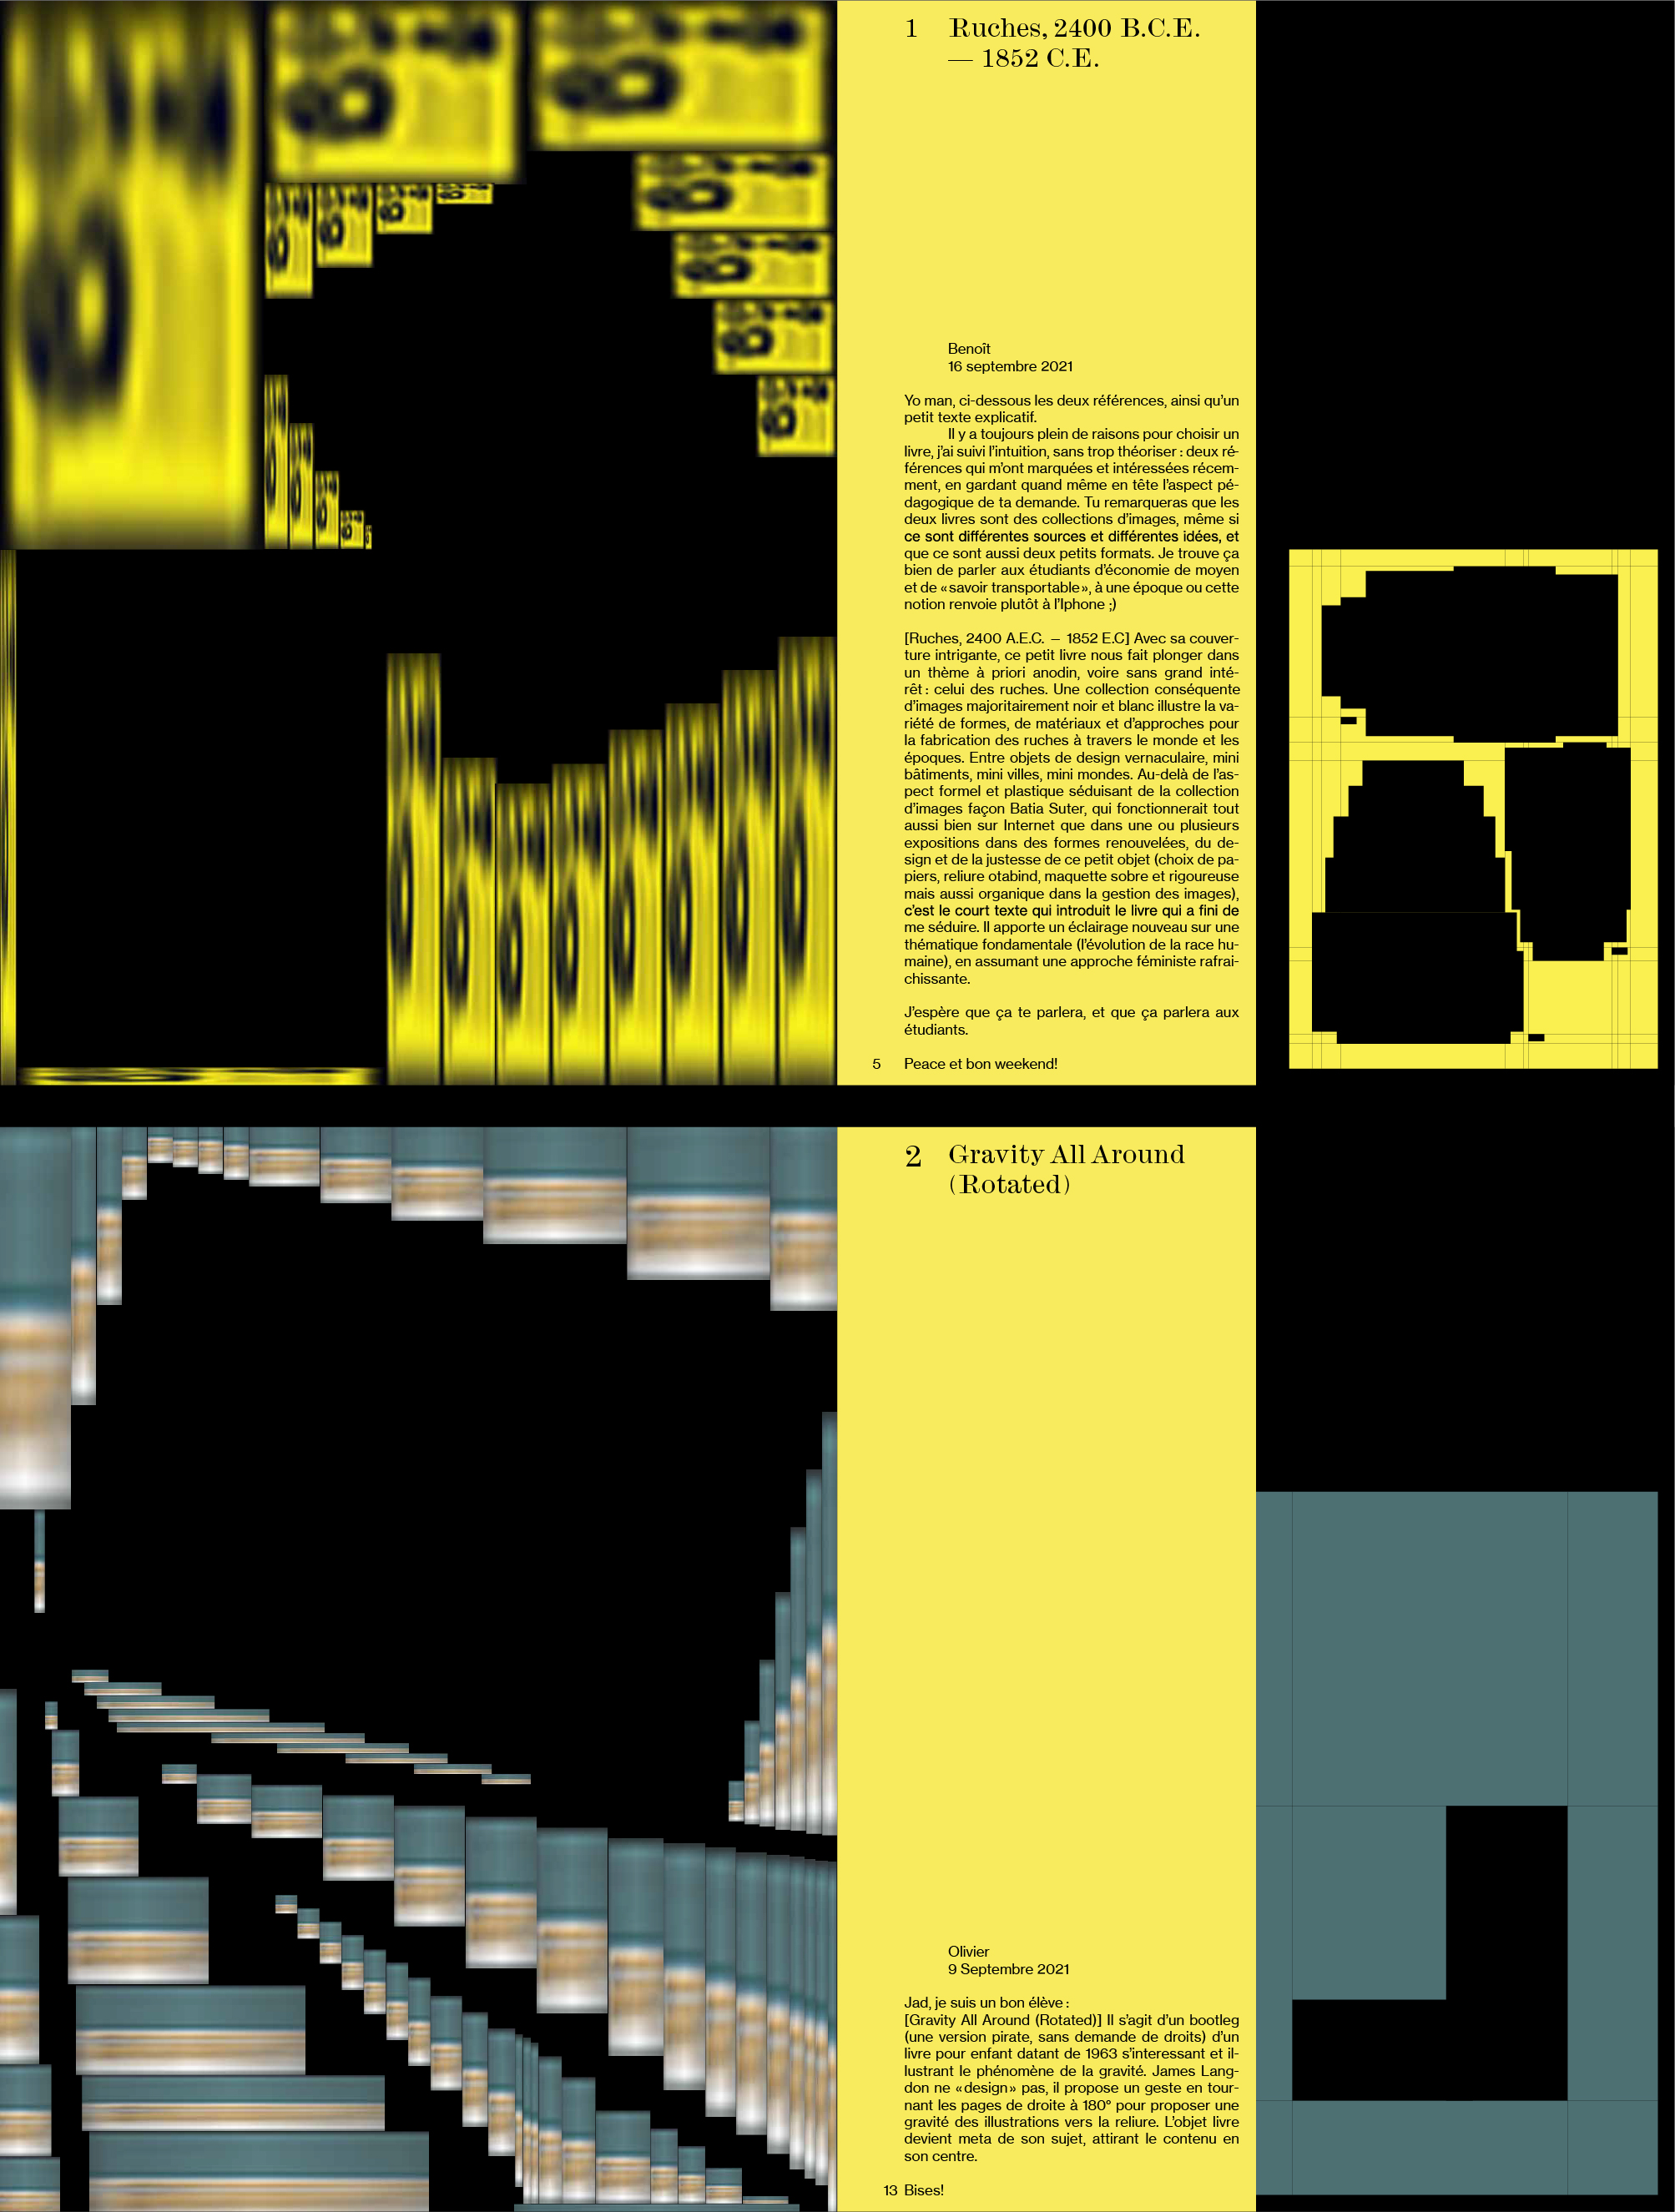 1 Ruches, 2400 B.C.E.
— 1852 C.E.
Benoît
16 septembre 2021
Yo man, ci-dessous les deux références, ainsi qu'un
petit texte explicatif.
Il y a toujours plein de raisons pour choisir un
livre, j'ai suivi l'intuition, sans trop théoriser : deux ré-
férences qui m'ont marquées et intéressées récem-
ment, en gardant quand même en tête l'aspect pé-
dagogique de ta demande. Tu remarqueras que les
deux livres sont des collections d'images, même si
ce sont différentes sources et différentes idées, et
que ce sont aussi deux petits formats. Je trouve ça
bien de parler aux étudiants d'économie de moyen
et de «savoir transportable», à une époque ou cette
notion renvoie plutôt à l'Iphone ;)
[Ruches, 2400 A.E.C. — 1852 E.C] Avec sa couver-
ture intrigante, ce petit livre nous fait plonger dans
un thème à priori anodin, voire sans grand inté-
rêt : celui des ruches. Une collection conséquente
d'images majoritairement noir et blanc illustre la va-
riété de formes, de matériaux et d'approches pour
la fabrication des ruches à travers le monde et les
époques. Entre objets de design vernaculaire, mini
bâtiments, mini villes, mini mondes. Au-delà de l'as-
pect formel et plastique séduisant de la collection
d'images façon Batia Suter, qui fonctionnerait tout
aussi bien sur Internet que dans une ou plusieurs
expositions dans des formes renouvelées, du de-
sign et de la justesse de ce petit objet (choix de pa-
piers, reliure otabind, maquette sobre et rigoureuse
mais aussi organique dans la gestion des images),
c'est le court texte qui introduit le livre qui a fini de
me séduire. Il apporte un éclairage nouveau sur une
thématique fondamentale (l'évolution de la race hu-
maine), en assumant une approche féministe rafrai-
chissante.
J'espère que ça te parlera, et que ça parlera aux
étudiants.
5 Peace et bon weekend!
2 Gravity All Around
(Rotated)
Olivier
9 Septembre 2021
Jad, je suis un bon élève :
[Gravity All Around (Rotated)] Il s'agit d'un bootleg
(une version pirate, sans demande de droits) d'un
livre pour enfant datant de 1963 s'interessant et il-
lustrant le phénomène de la gravité. James Lang-
don ne «design» pas, il propose un geste en tour-
nant les pages de droite à 180° pour proposer une
gravité des illustrations vers la reliure. L'objet livre
devient meta de son sujet, attirant le contenu en
son centre.
13 Bises!